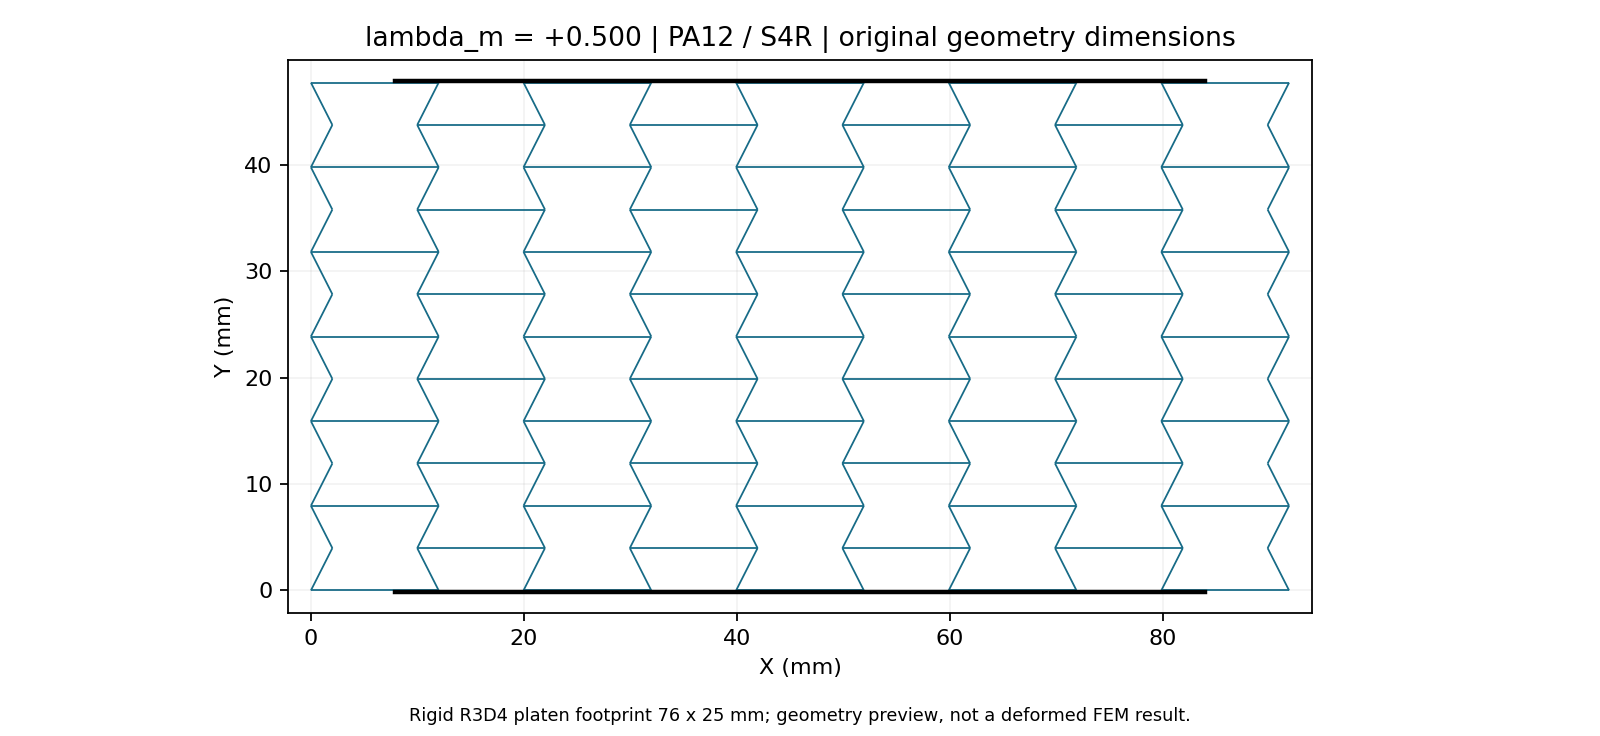 lambda_m = +0.500 | PA12 / S4R | original geometry dimensions
40
30
20
10
0
Y (mm)
0 20 40 60 80
X (mm)
Rigid R3D4 platen footprint 76 x 25 mm; geometry preview, not a deformed FEM result.